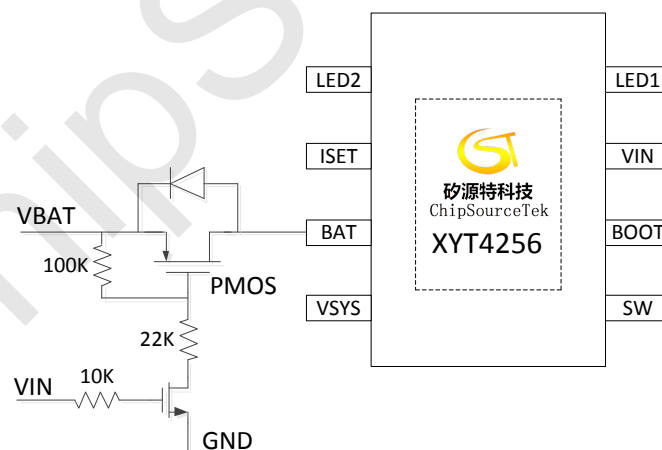 LED2
LED1
ISET
VIN
矽源特科技
ChipSourceTek
XYT4256
VBAT
BAT
BOOT
100K
PMOS
VSYS
SW
22K
VIN
10K
GND